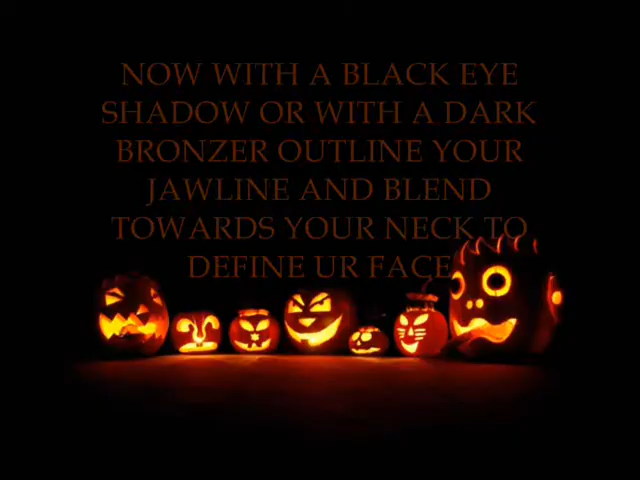 NOW WITH A BLACK EYE
SHADOW OR WITH A DARK
BRONZER OUTLINE YOUR
JAWLINE AND BLEND
TOWARDS YOUR NECK TO
DEFINE UR FACE